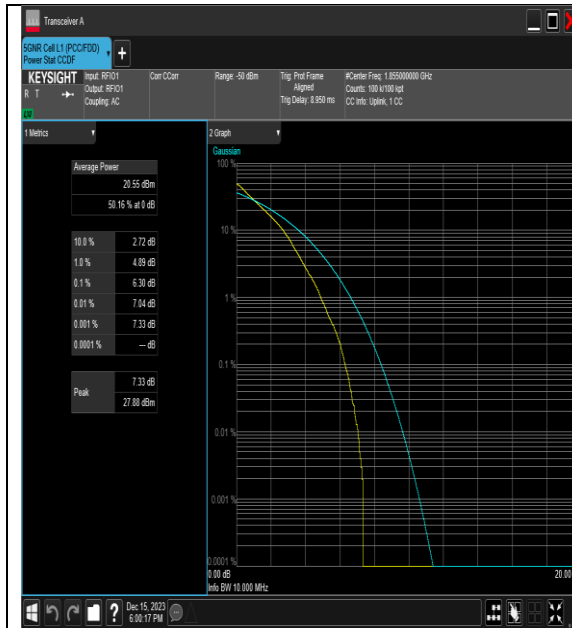 Transceiver A
5GNR Cell L1 (PCC/FDD)
Power Stat CCDF
KEYSIGHT
R T
Input: RFIO1
Output: RFIO1
Coupling: AC
Corr CCorr
Range: -50 dBm
Trig: Prot Frame
Aligned
Trig Delay: 8.950 ms
#Center Freq: 1.855000000 GHz
Counts: 100 k/100 kpt
CC Info: Uplink, 1 CC
1 Metrics
Average Power
20.55 dBm
50.16 % at 0 dB
10.0 % 2.72 dB
1.0 % 4.89 dB
0.1 % 6.30 dB
0.01 % 7.04 dB
0.001 % 7.33 dB
0.0001 % --- dB
Peak
7.33 dB
27.88 dBm
2 Graph
Gaussian
100 %
10 %
1 %
0.1 %
0.01 %
0.001 %
0.0001 %
0.00 dB
20.00
Info BW 10.000 MHz
?
Dec 15, 2023
6:00:17 PM